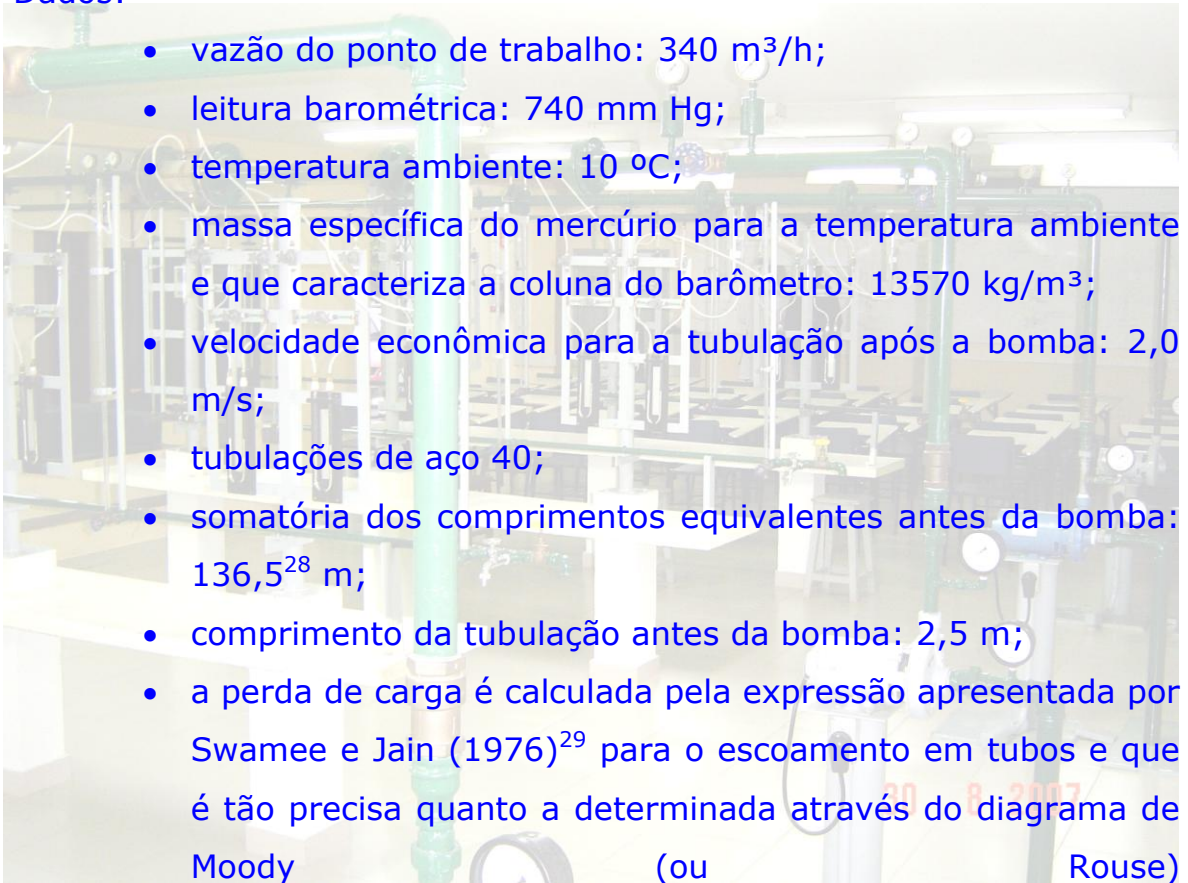 Dados:
• vazão do ponto de trabalho: 340 m³/h;
• leitura barométrica: 740 mm Hg;
• temperatura ambiente: 10 ºC;
• massa específica do mercúrio para a temperatura ambiente
e que caracteriza a coluna do barômetro: 13570 kg/m³;
• velocidade econômica para a tubulação após a bomba: 2,0
m/s;
• tubulações de aço 40;
• somatória dos comprimentos equivalentes antes da bomba:
136,5²⁸ m;
• comprimento da tubulação antes da bomba: 2,5 m;
• a perda de carga é calculada pela expressão apresentada por
Swamee e Jain (1976)²⁹ para o escoamento em tubos e que
é tão precisa quanto a determinada através do diagrama de
Moody (ou Rouse)